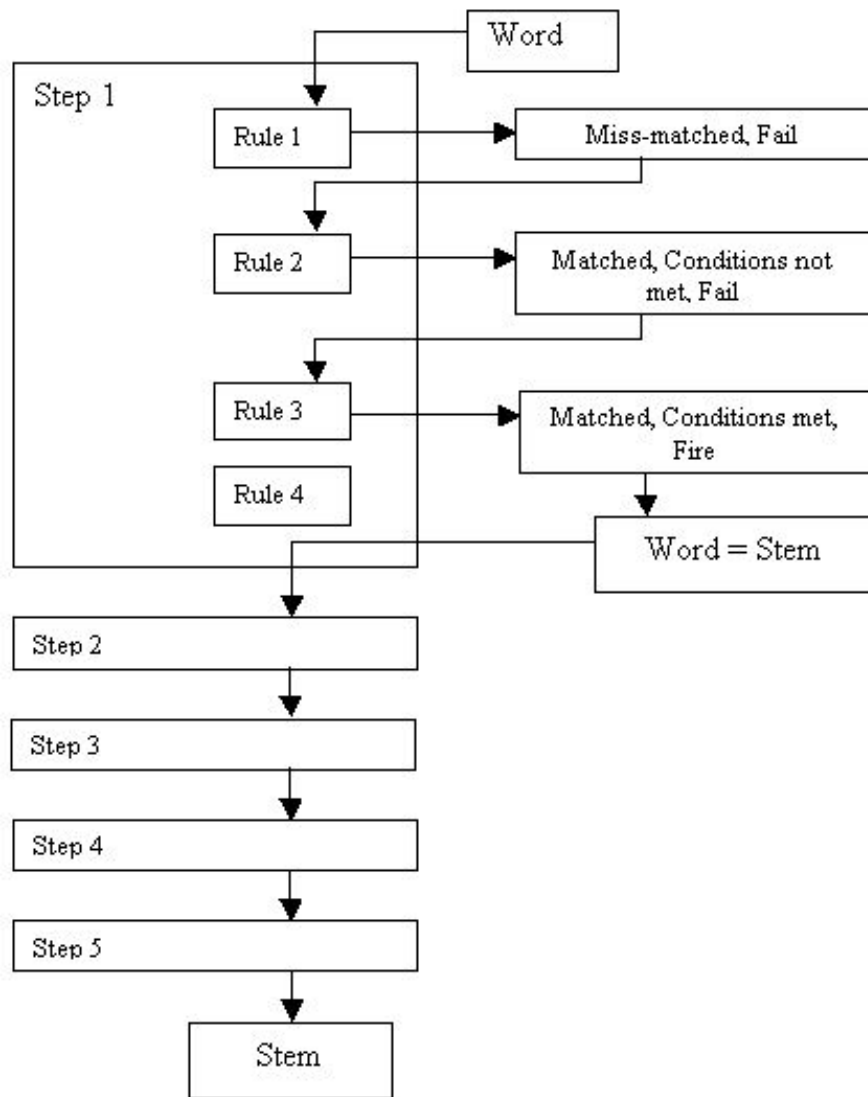 Word
Step 1
Rule 1
Miss-matched, Fail
Rule 2
Matched, Conditions not
met, Fail
Rule 3
Matched, Conditions met,
Fire
Rule 4
Word = Stem
Step 2
Step 3
Step 4
Step 5
Stem